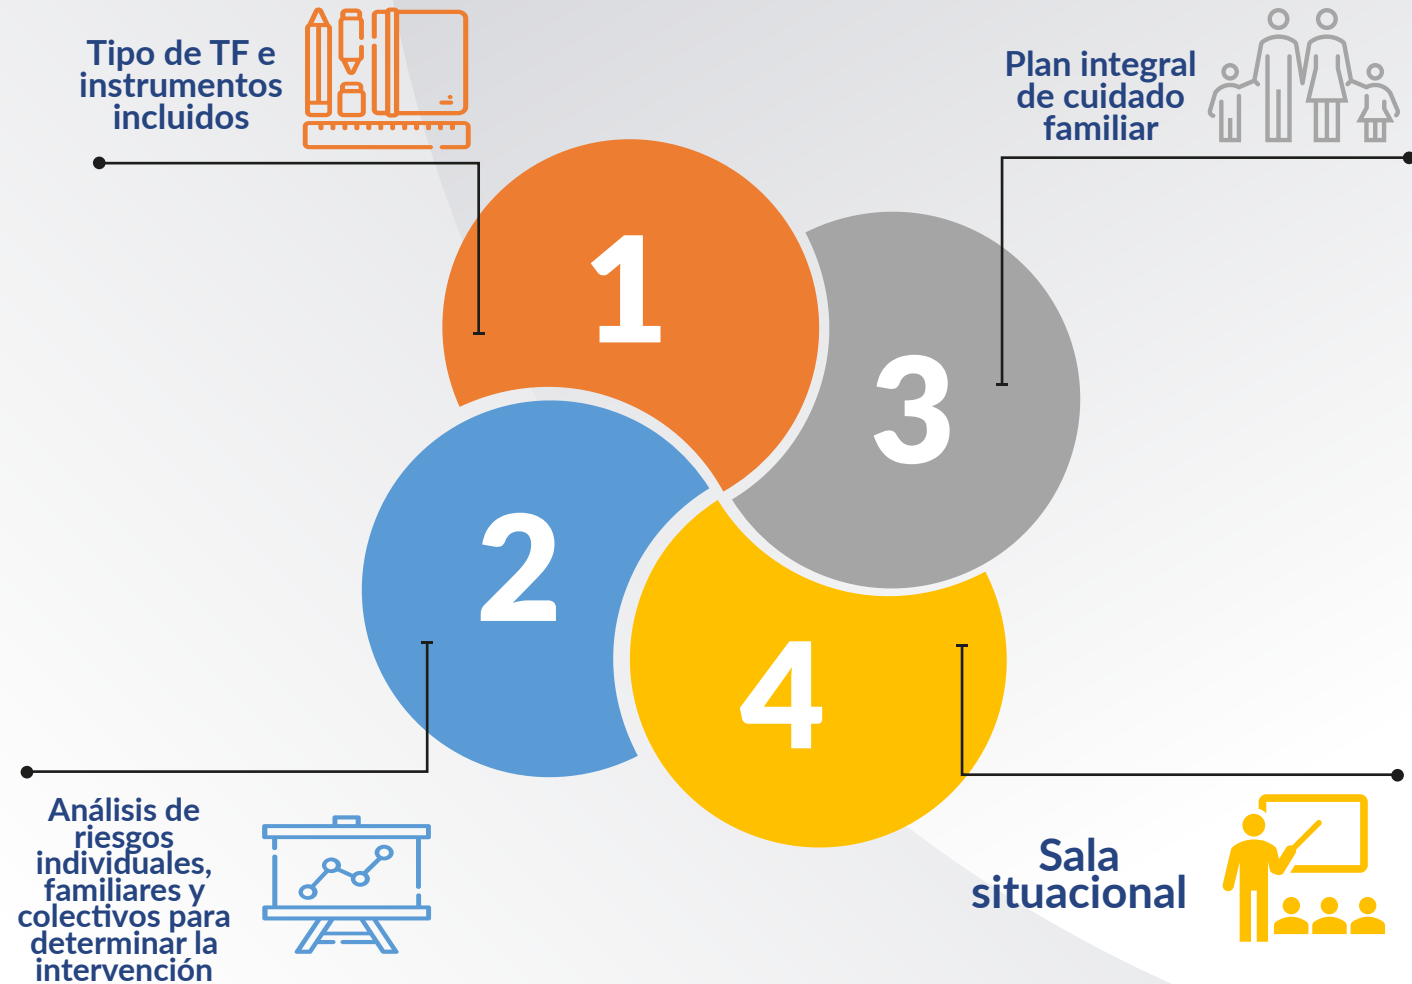 Tipo de TF e
instrumentos
incluidos
1
2
Análisis de
riesgos
individuales,
familiares y
colectivos para
determinar la
intervención
Plan integral
de cuidado
familiar
3
4
Sala
situacional